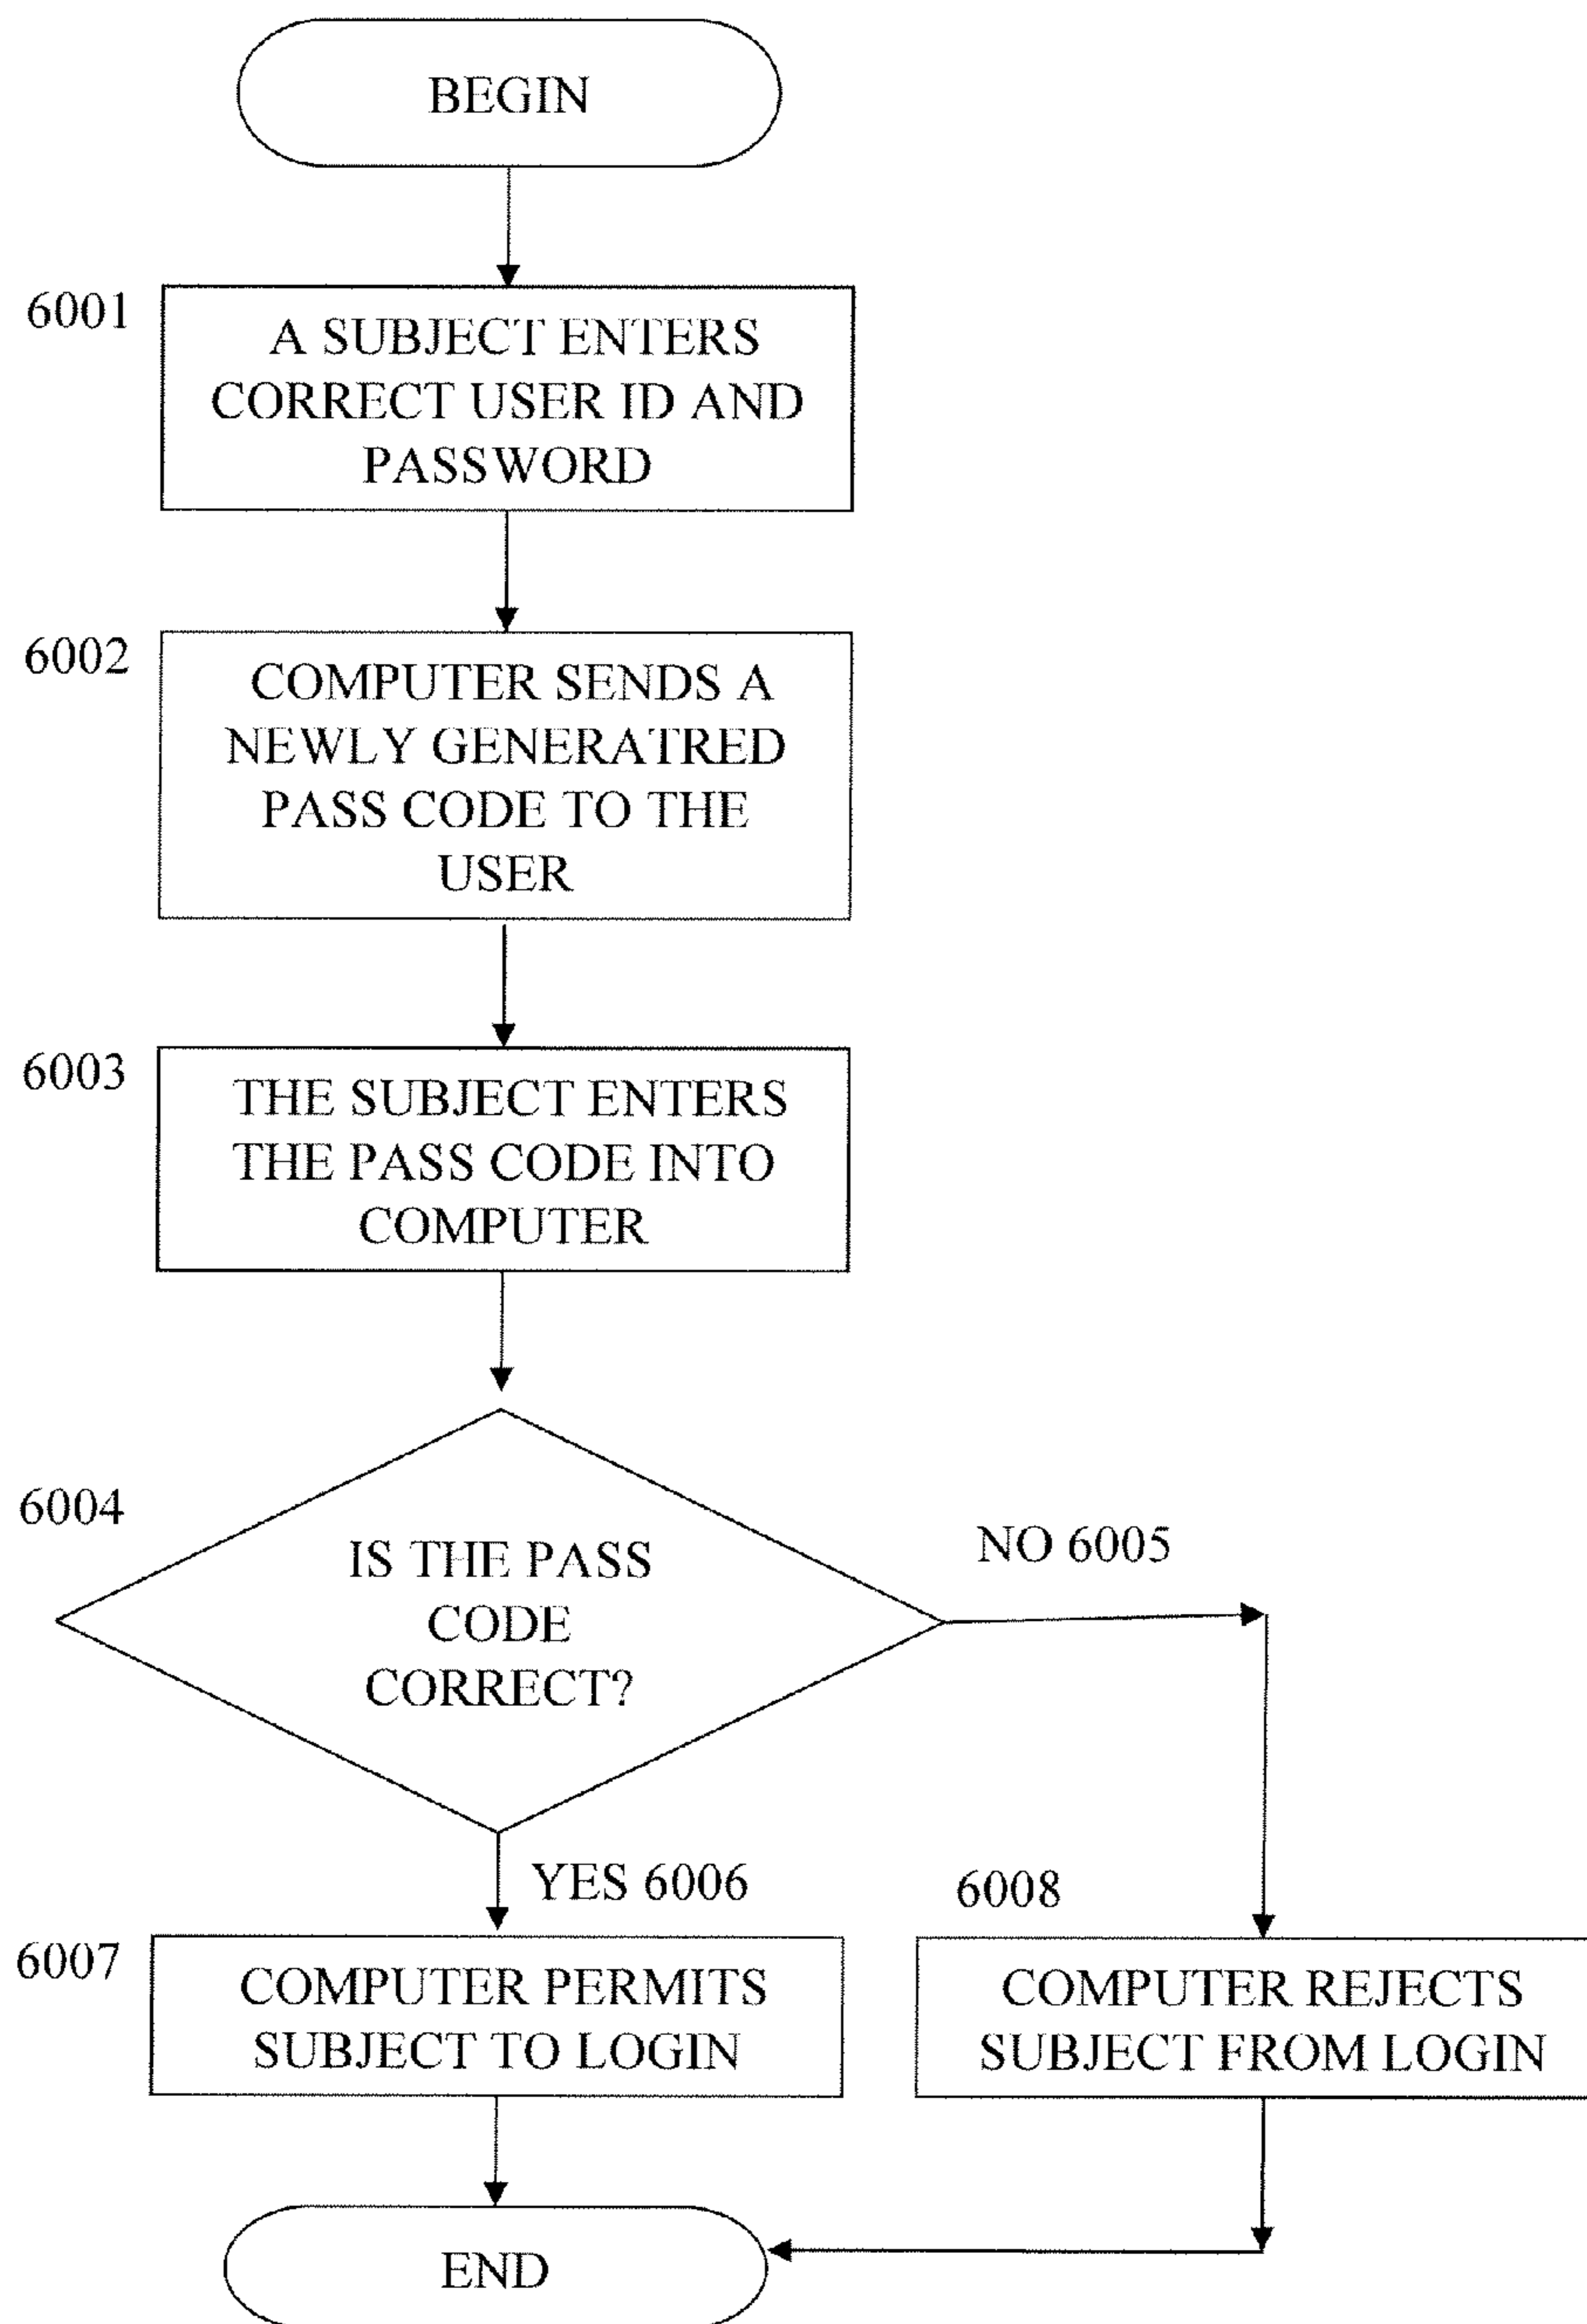 BEGIN
6001
A SUBJECT ENTERS
CORRECT USER ID AND
PASSWORD
6002
COMPUTER SENDS A
NEWLY GENERATRED
PASS CODE TO THE
USER
6003
THE SUBJECT ENTERS
THE PASS CODE INTO
COMPUTER
6004
IS THE PASS
CODE
CORRECT?
NO 6005
YES 6006
6007
COMPUTER PERMITS
SUBJECT TO LOGIN
6008
COMPUTER REJECTS
SUBJECT FROM LOGIN
END